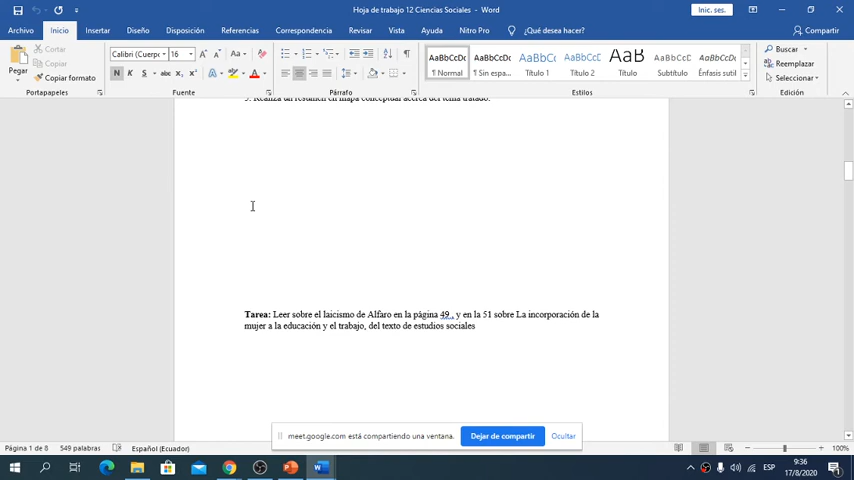 Hoja de trabajo 12 Ciencias Sociales - Word
Inic. ses.
Archivo Inicio Insertar Diseño Disposición Referencias Correspondencia Revisar Vista Ayuda Nitro Pro ¿Qué desea hacer? Compartir
Pegar
Cortar
Copiar
Copiar formato
Portapapeles
Calibri (Cuerpo 16
N K S abc X₂ X²
Fuente
Párrafo
AaBbCcDc AaBbCcDc AaBbCc AaBbCcD AaBb AaBbCcDc AaBbCcDc
¶ Normal ¶ Sin espa... Título 1 Título 2 Título Subtítulo Énfasis sutil
Estilos
Buscar
Reemplazar
Seleccionar
Edición
5. Realiza un resumen en mapa conceptual acerca del tema tratado.
Tarea: Leer sobre el laicismo de Alfaro en la página 49 , y en la 51 sobre La incorporación de la
mujer a la educación y el trabajo, del texto de estudios sociales
meet.google.com está compartiendo una ventana. Dejar de compartir Ocultar
Página 1 de 8 549 palabras Español (Ecuador) 100%
ESP
9:36
17/8/2020